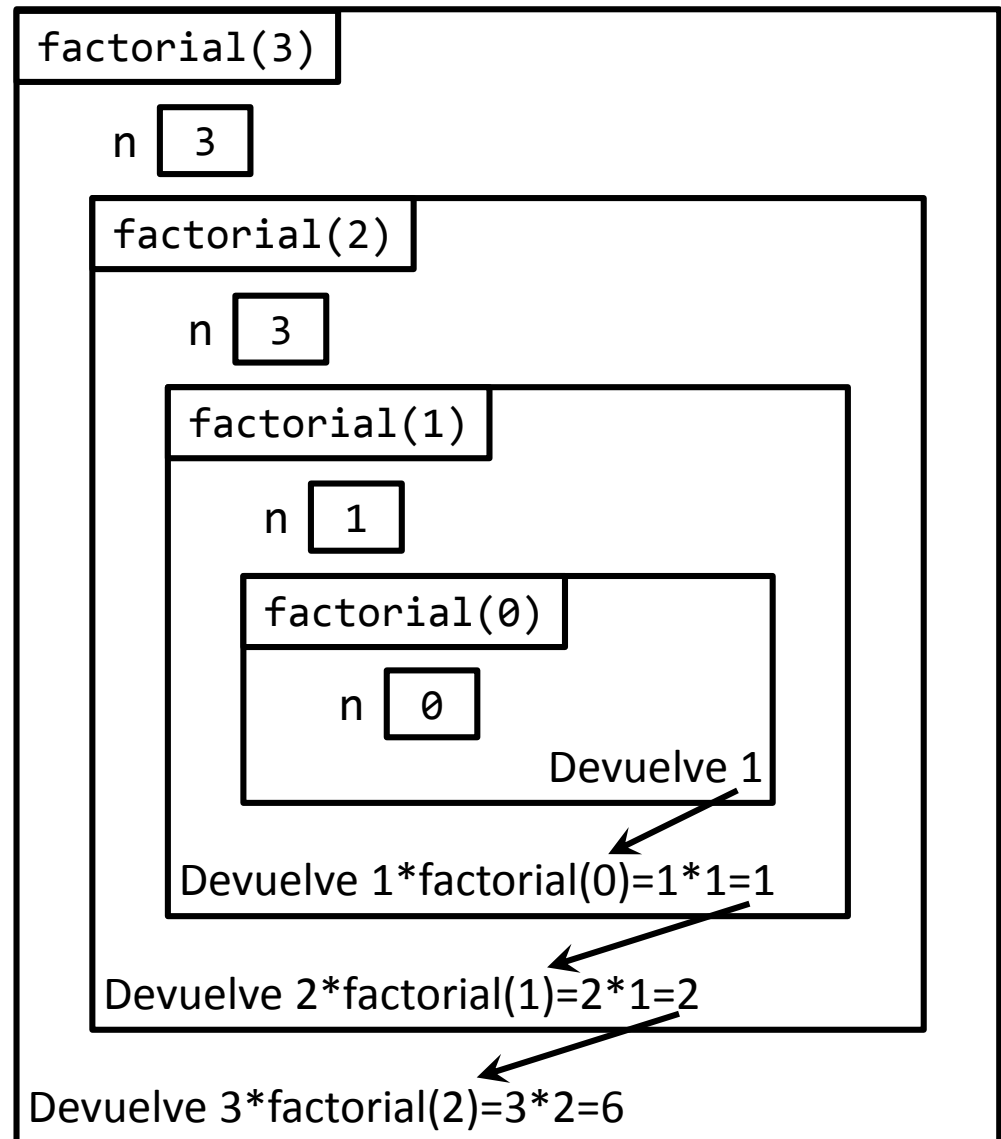 factorial(3)
n 3
factorial(2)
n 3
factorial(1)
n 1
factorial(0)
n 0
Devuelve 1
Devuelve 1*factorial(0)=1*1=1
Devuelve 2*factorial(1)=2*1=2
Devuelve 3*factorial(2)=3*2=6